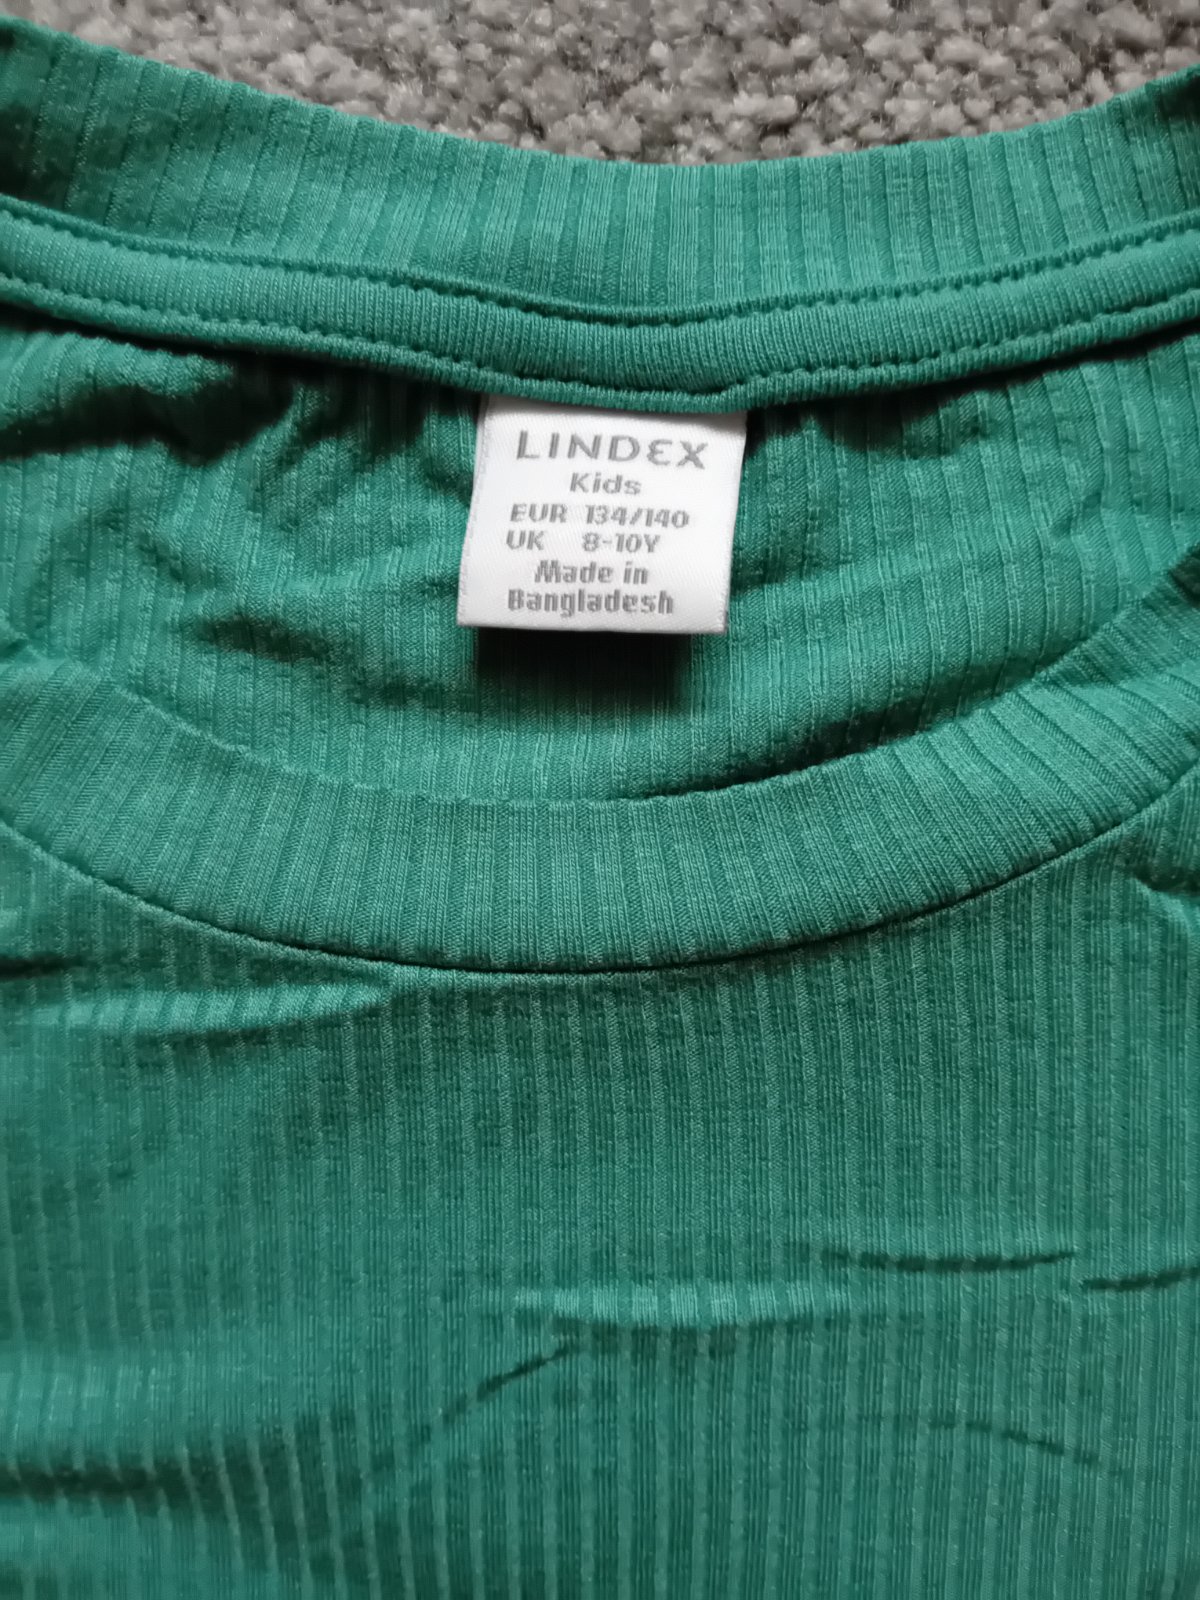 LINDEX
Kids
EUR 134/140
UK 8-10Y
Made in
Bangladesh